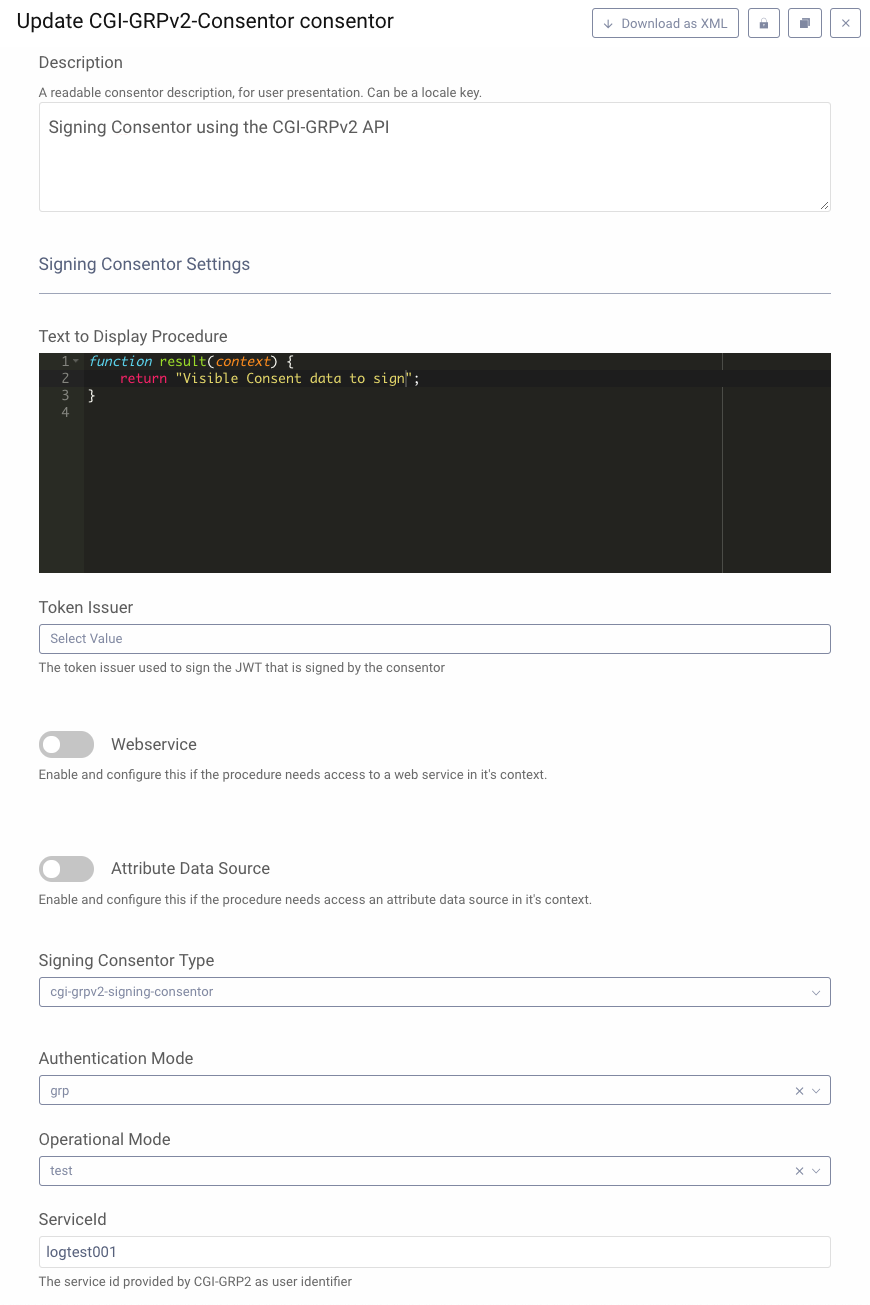 Update CGI-GRPv2-Consentor consentor
Download as XML
Description
A readable consentor description, for user presentation. Can be a locale key.
Signing Consentor using the CGI-GRPv2 API
Signing Consentor Settings
Text to Display Procedure
1 function result(context) {
2     return "Visible Consent data to sign";
3 }
4
Token Issuer
Select Value
The token issuer used to sign the JWT that is signed by the consentor
Webservice
Enable and configure this if the procedure needs access to a web service in it's context.
Attribute Data Source
Enable and configure this if the procedure needs access an attribute data source in it's context.
Signing Consentor Type
cgi-grpv2-signing-consentor
Authentication Mode
grp
Operational Mode
test
ServiceId
logtest001
The service id provided by CGI-GRP2 as user identifier